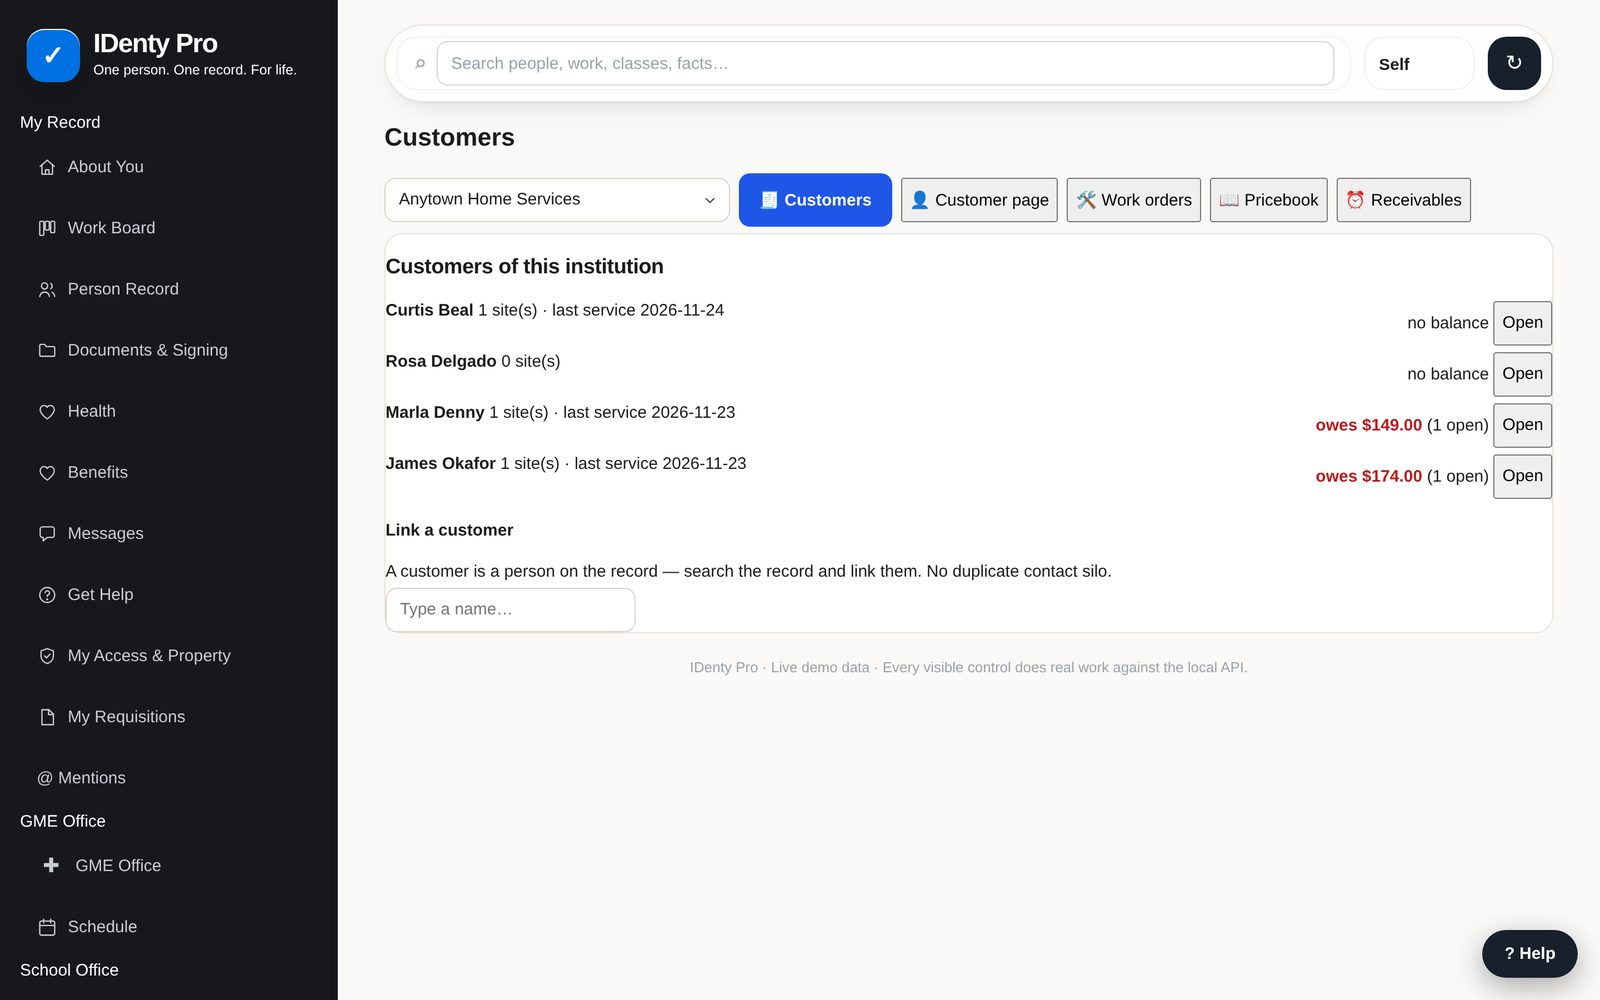 IDenty Pro
One person. One record. For life.
My Record
About You
Work Board
Person Record
Documents & Signing
Health
Benefits
Messages
Get Help
My Access & Property
My Requisitions
@ Mentions
GME Office
GME Office
Schedule
School Office
Search people, work, classes, facts…
Self
Customers
Anytown Home Services
Customers
Customer page
Work orders
Pricebook
Receivables
Customers of this institution
Curtis Beal 1 site(s) · last service 2026-11-24
no balance Open
Rosa Delgado 0 site(s)
no balance Open
Marla Denny 1 site(s) · last service 2026-11-23
owes $149.00 (1 open) Open
James Okafor 1 site(s) · last service 2026-11-23
owes $174.00 (1 open) Open
Link a customer
A customer is a person on the record — search the record and link them. No duplicate contact silo.
Type a name…
IDenty Pro · Live demo data · Every visible control does real work against the local API.
? Help